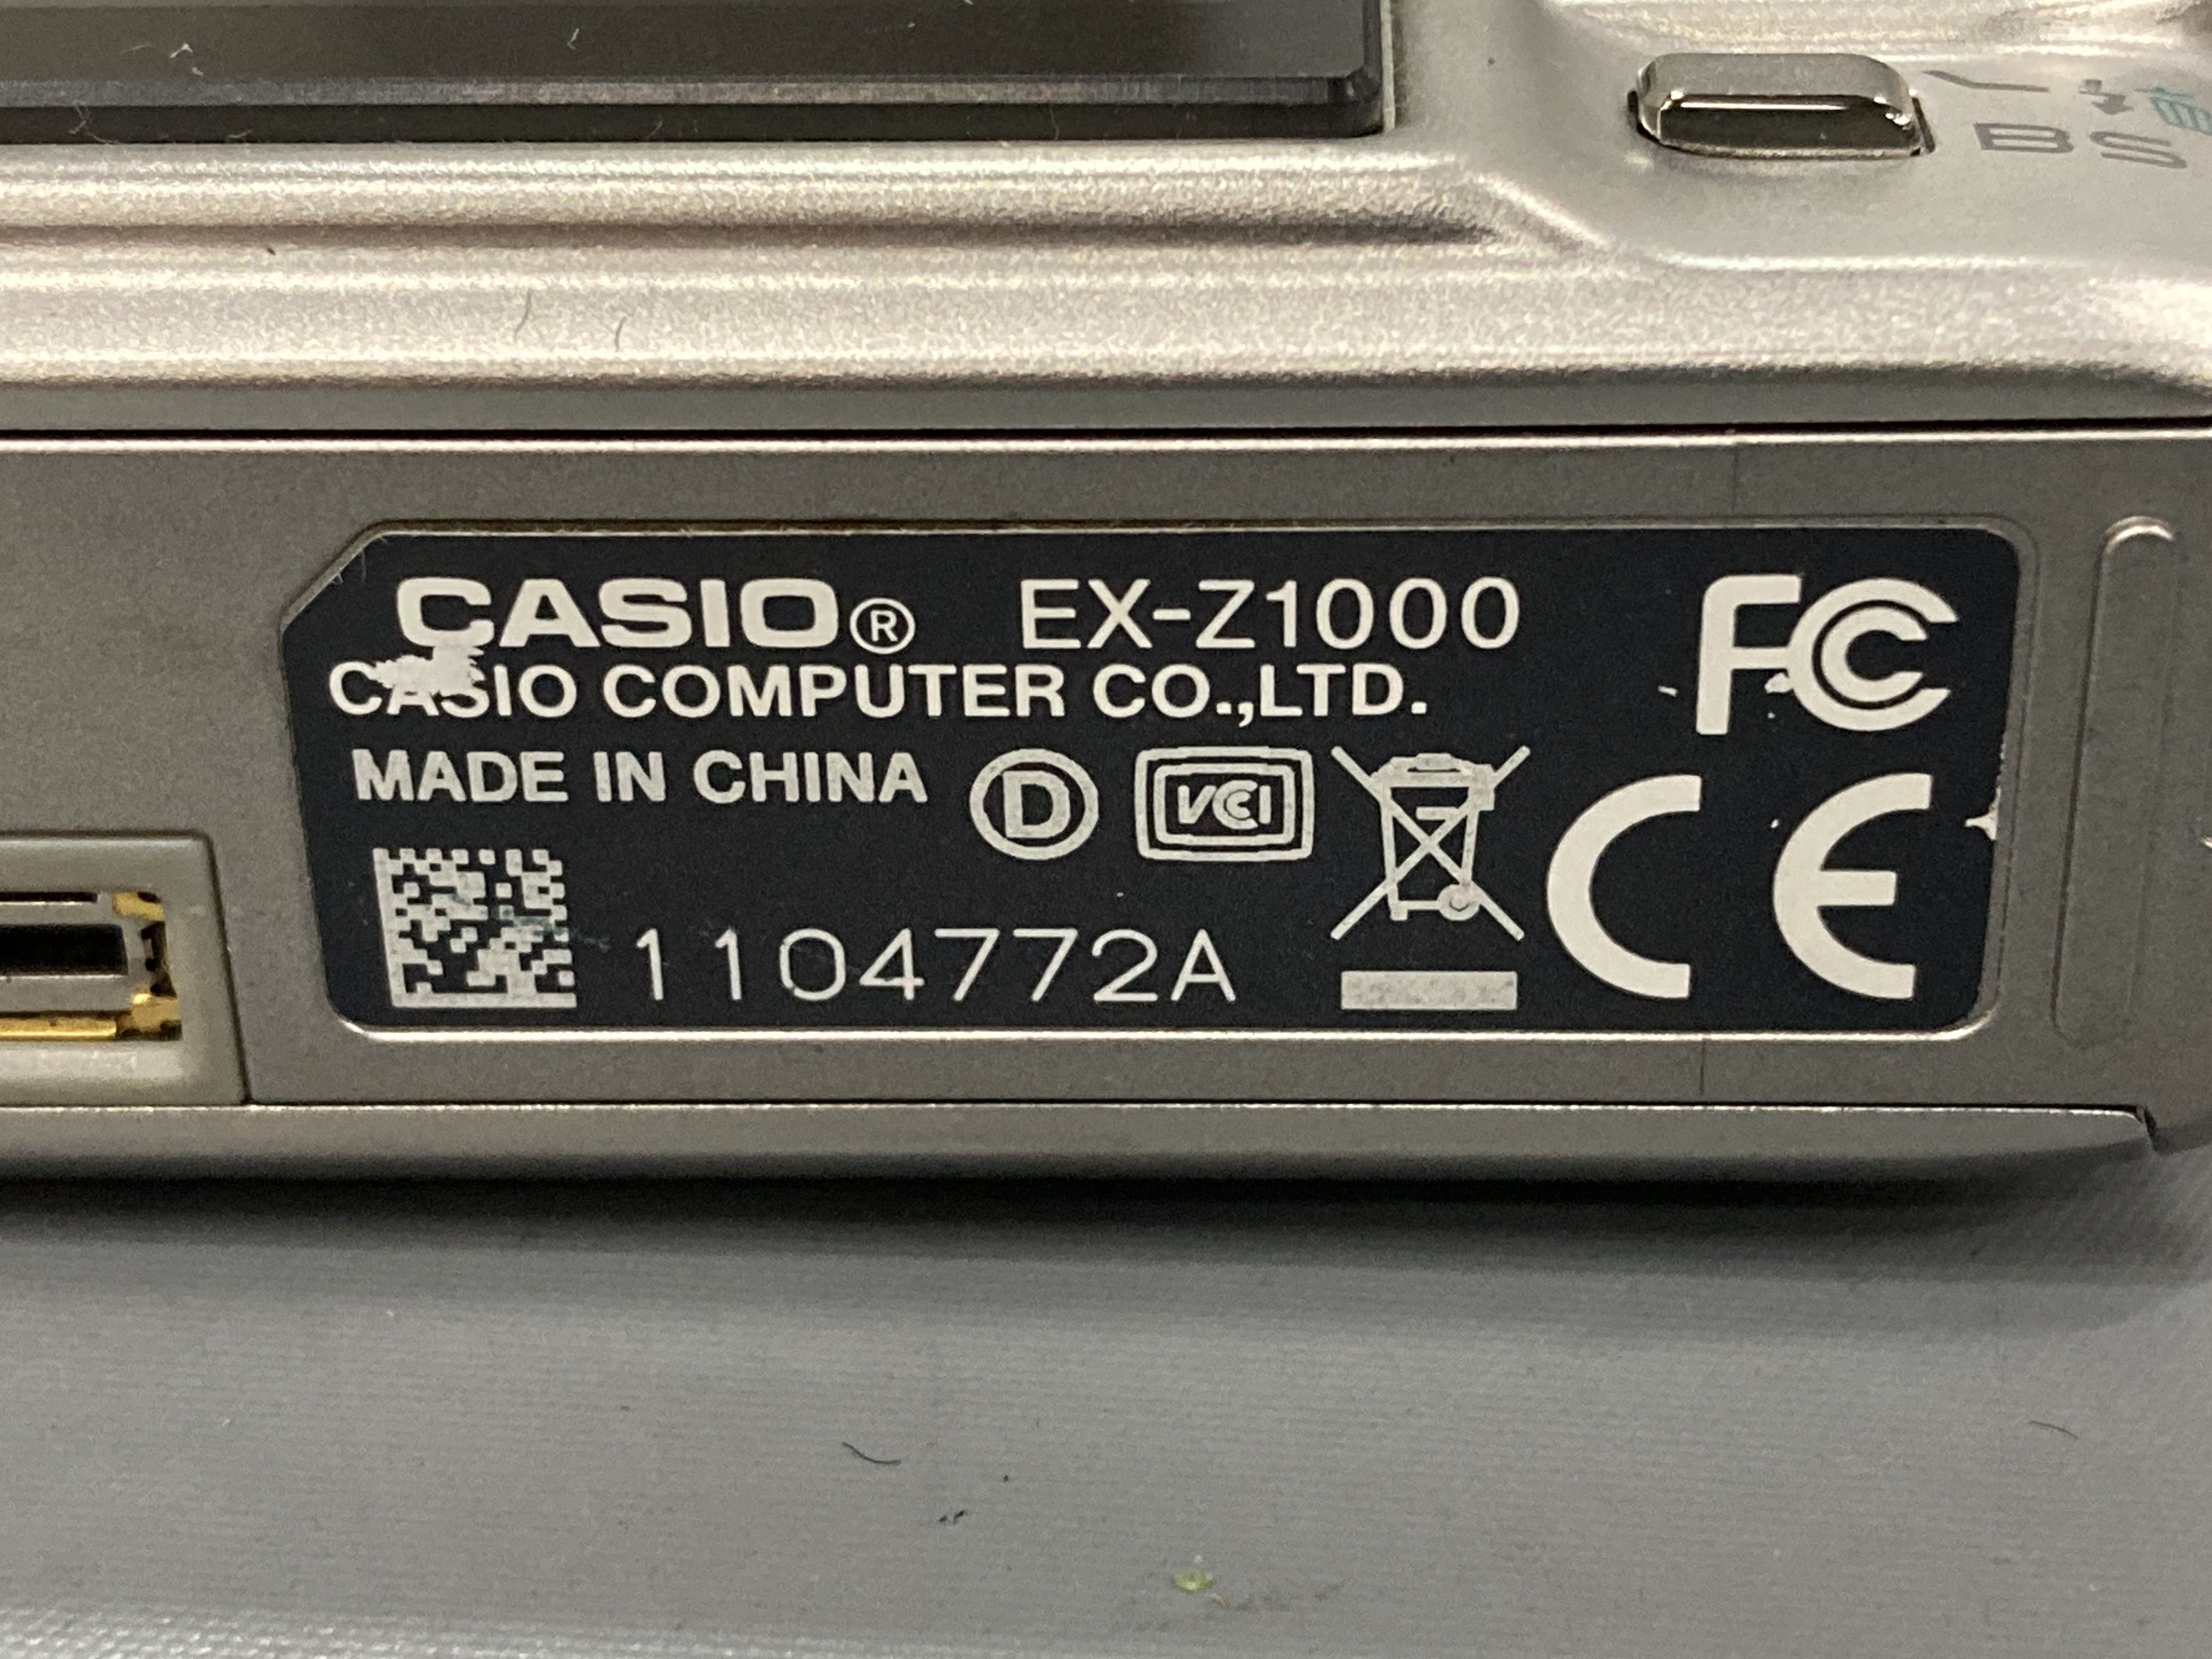 BS
CASIO® EX-Z1000
FC
CASIO COMPUTER CO.,LTD.
MADE IN CHINA D VCI
CE
1104772A